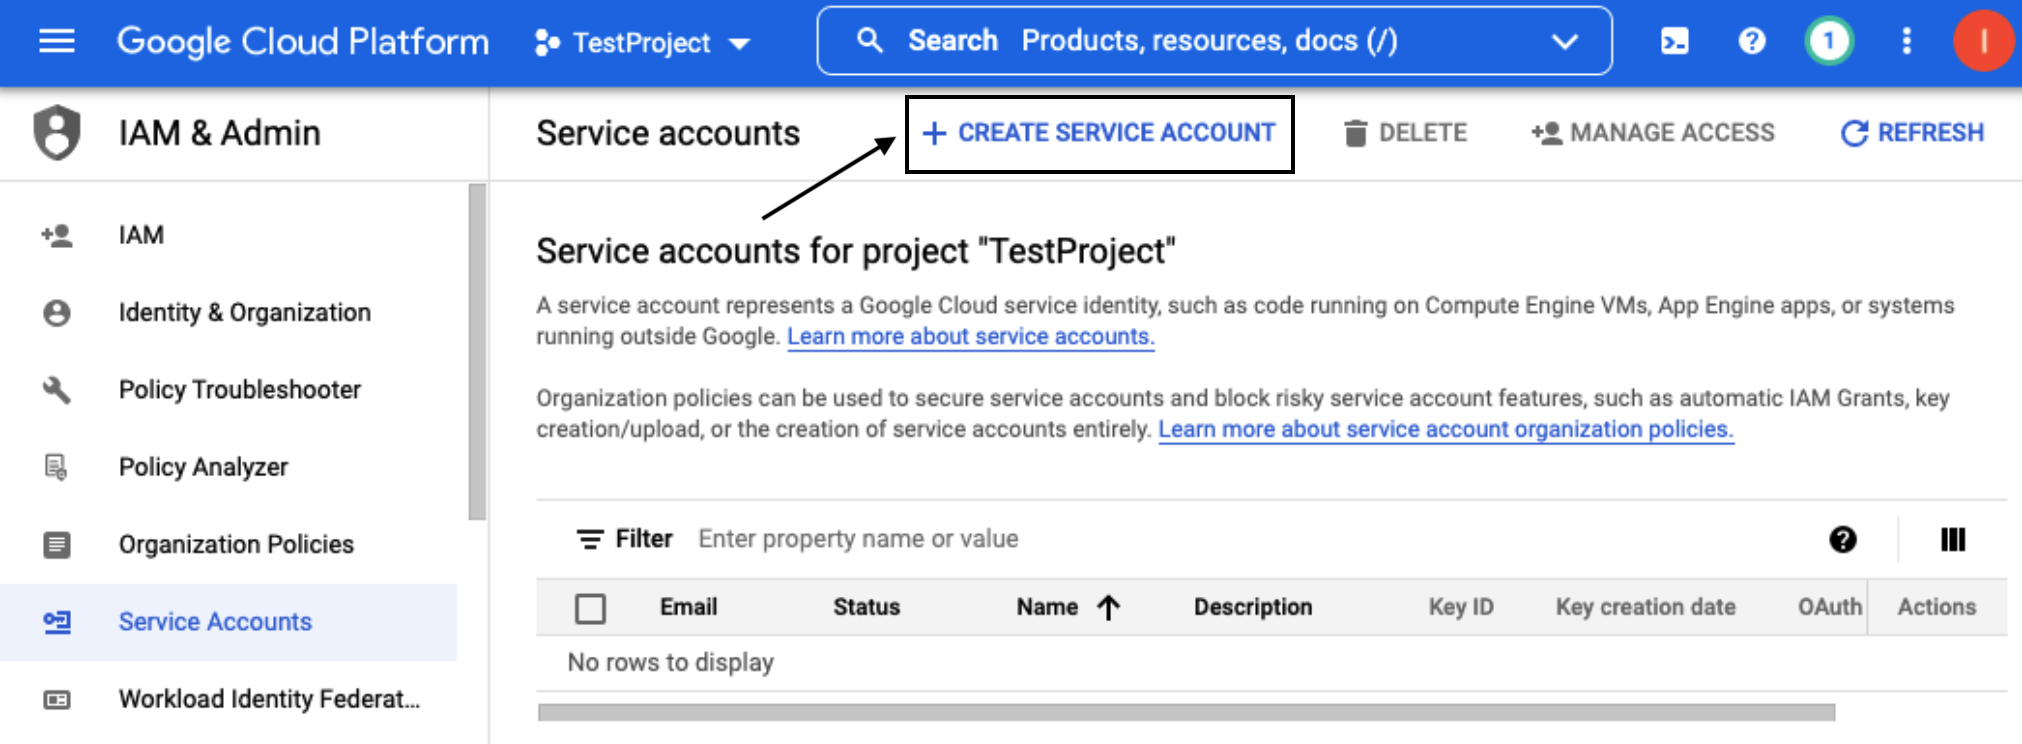 Google Cloud Platform TestProject Search Products, resources, docs (/) 1 I
IAM & Admin
Service accounts + CREATE SERVICE ACCOUNT DELETE MANAGE ACCESS REFRESH
IAM
Identity & Organization
Policy Troubleshooter
Policy Analyzer
Organization Policies
Service Accounts
Workload Identity Federat...
Service accounts for project "TestProject"
A service account represents a Google Cloud service identity, such as code running on Compute Engine VMs, App Engine apps, or systems
running outside Google. Learn more about service accounts.
Organization policies can be used to secure service accounts and block risky service account features, such as automatic IAM Grants, key
creation/upload, or the creation of service accounts entirely. Learn more about service account organization policies.
Filter Enter property name or value
Email Status Name Description Key ID Key creation date OAuth Actions
No rows to display